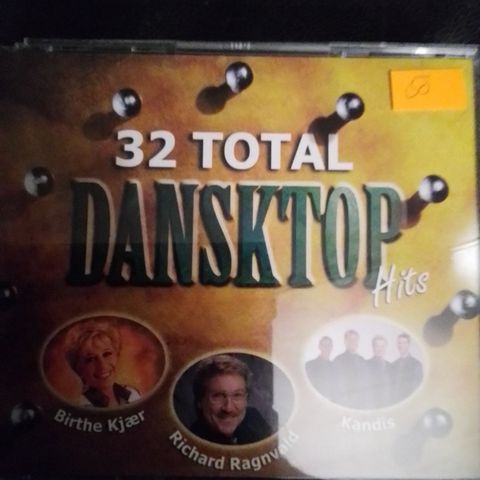 32 TOTAL
DANSKTOP
Hits
Birthe Kjær
Richard Ragnvald
Kandis